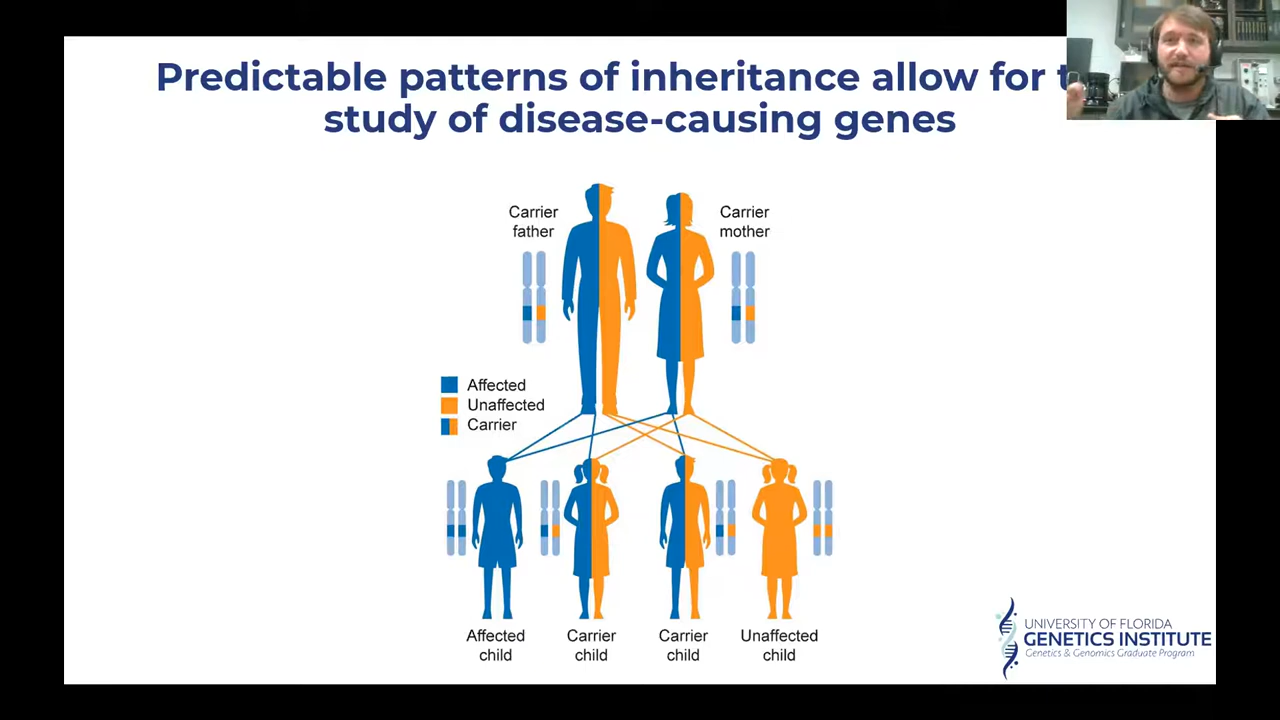 Predictable patterns of inheritance allow for
study of disease-causing genes
Carrier
father
Carrier
mother
Affected
Unaffected
Carrier
Affected
child
Carrier
child
Carrier
child
Unaffected
child
UNIVERSITY OF FLORIDA
GENETICS INSTITUTE
Genetics & Genomics Graduate Program